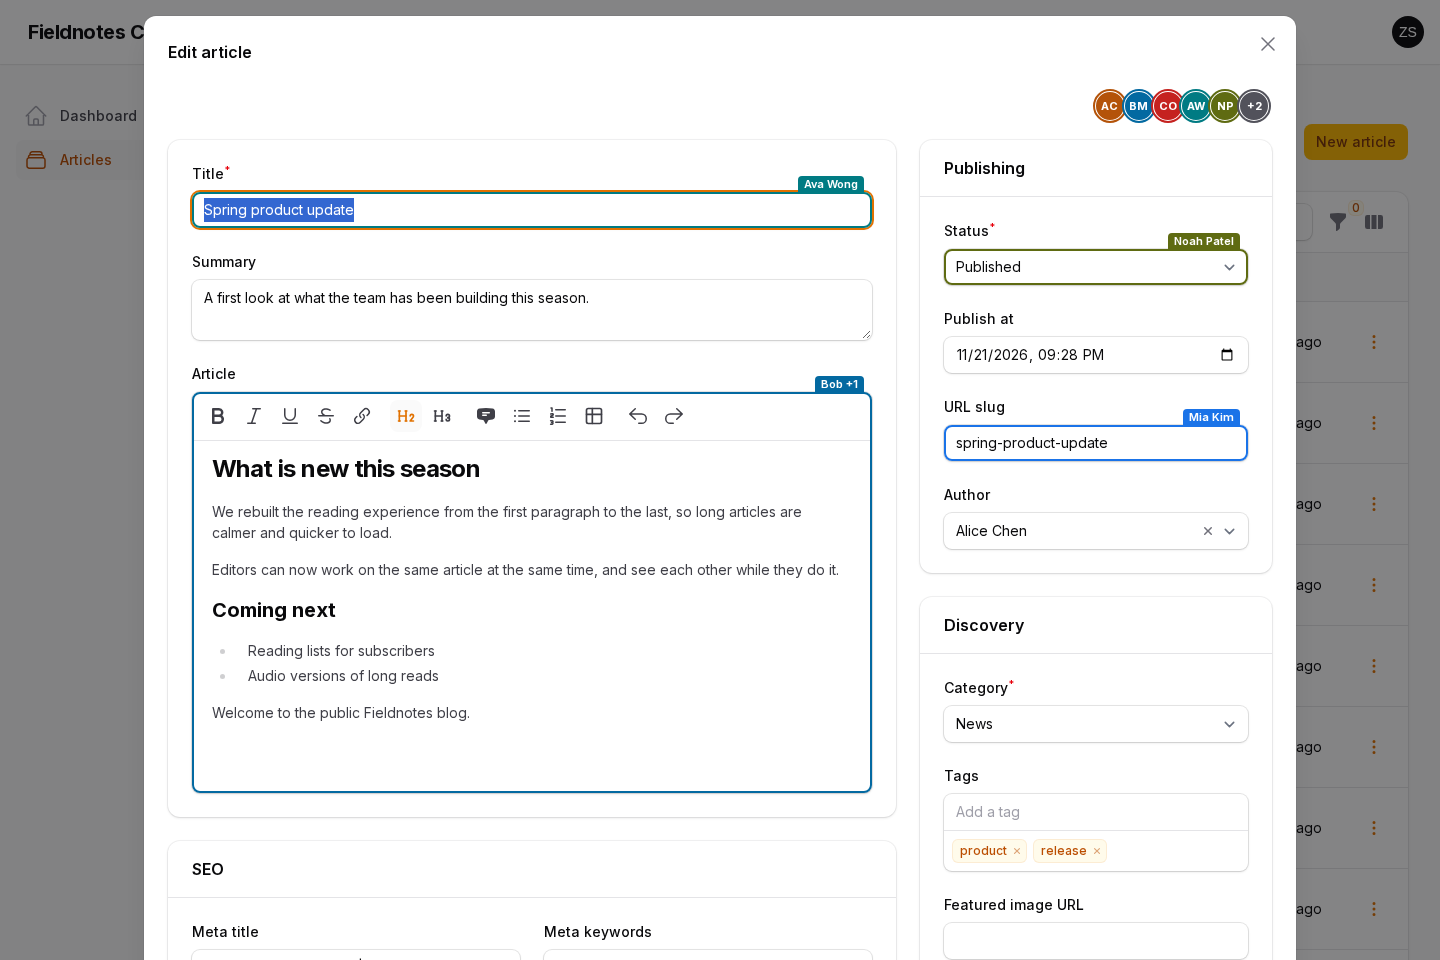 Fieldnotes C
ZS
Edit article
AC
BM
CO
AW
NP
+2
Dashboard
Articles
New article
0
Title*
Ava Wong
Spring product update
Summary
A first look at what the team has been building this season.
Article
Bob +1
B I U S H2 H3
What is new this season
We rebuilt the reading experience from the first paragraph to the last, so long articles are
calmer and quicker to load.
Editors can now work on the same article at the same time, and see each other while they do it.
Coming next
Reading lists for subscribers
Audio versions of long reads
Welcome to the public Fieldnotes blog.
SEO
Meta title
Meta keywords
Publishing
Status*
Noah Patel
Published
Publish at
11/21/2026, 09:28 PM
URL slug
Mia Kim
spring-product-update
Author
Alice Chen
Discovery
Category*
News
Tags
Add a tag
product
release
Featured image URL
ago
ago
ago
ago
ago
ago
ago
ago